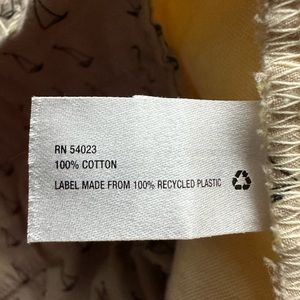 RN 54023
100% COTTON
LABEL MADE FROM 100% RECYCLED PLASTIC